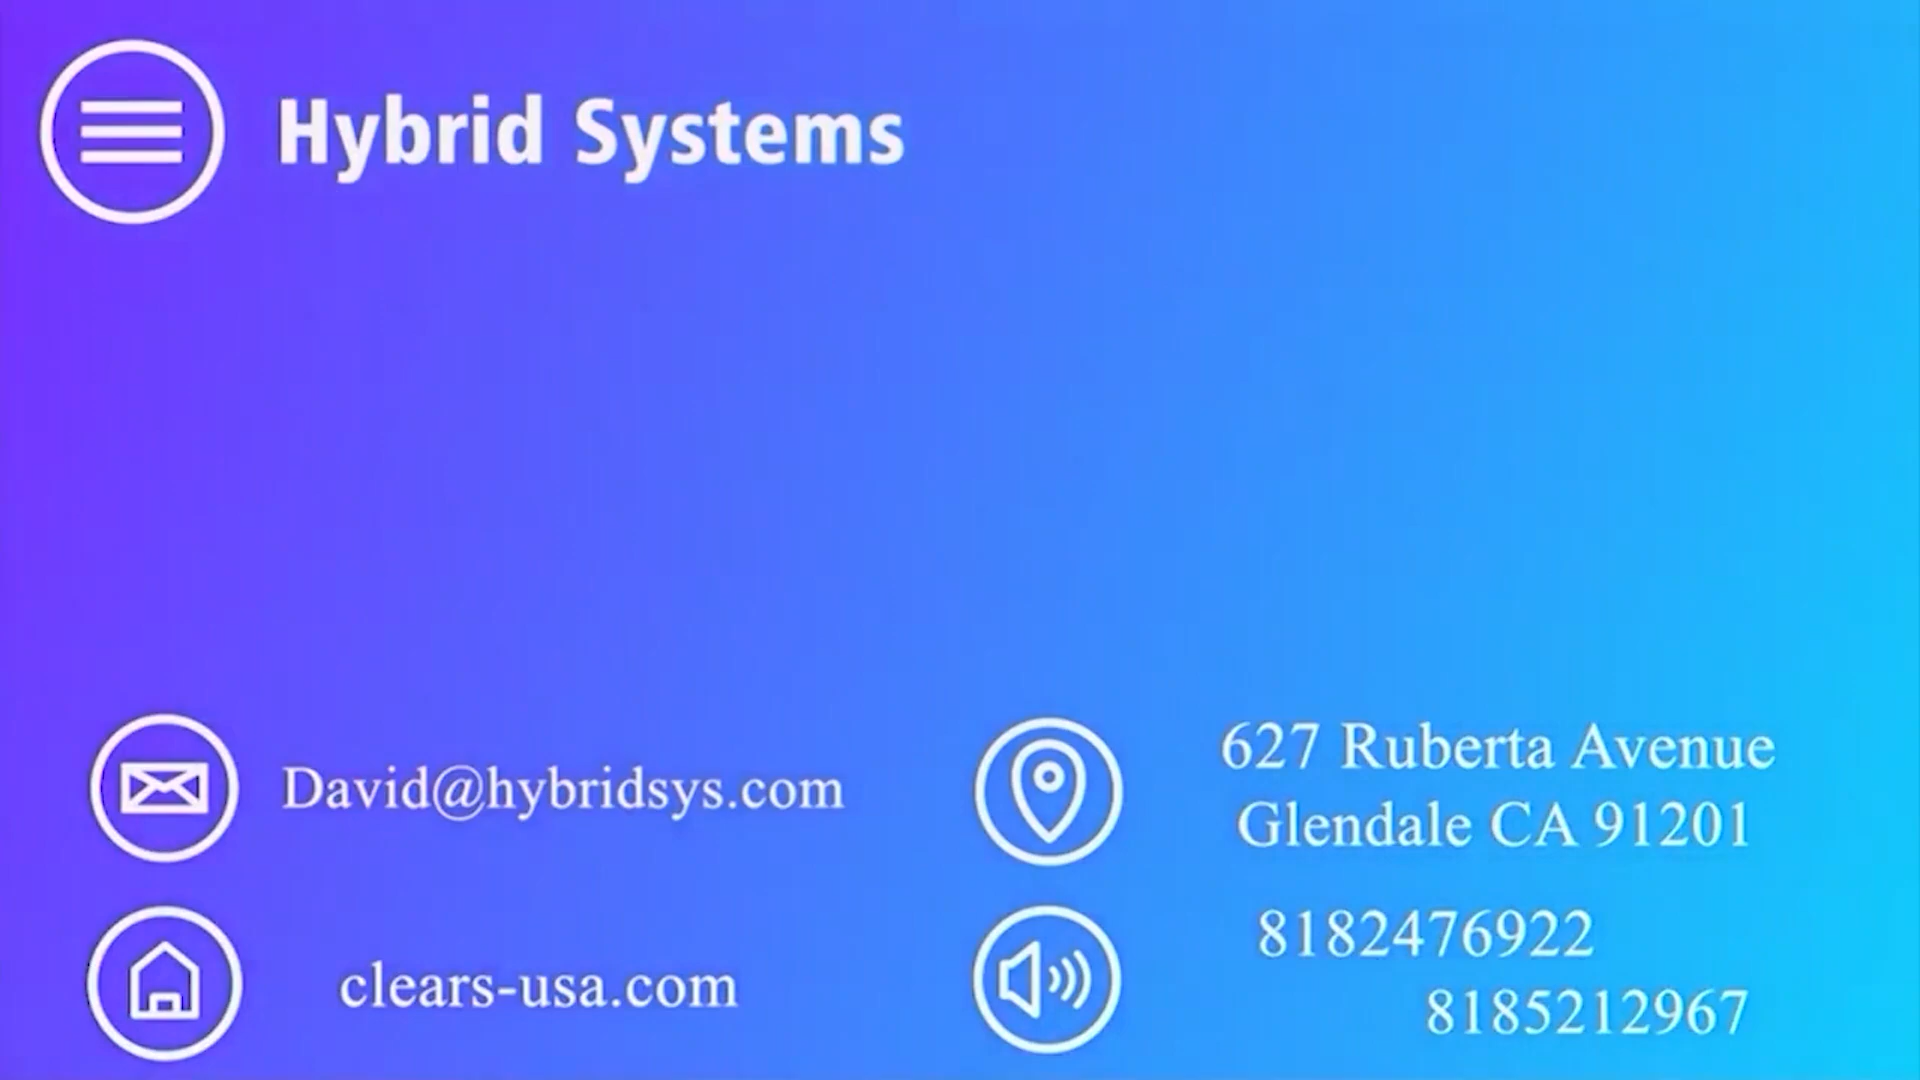 Hybrid Systems
David@hybridsys.com
clears-usa.com
627 Ruberta Avenue
Glendale CA 91201
8182476922
8185212967